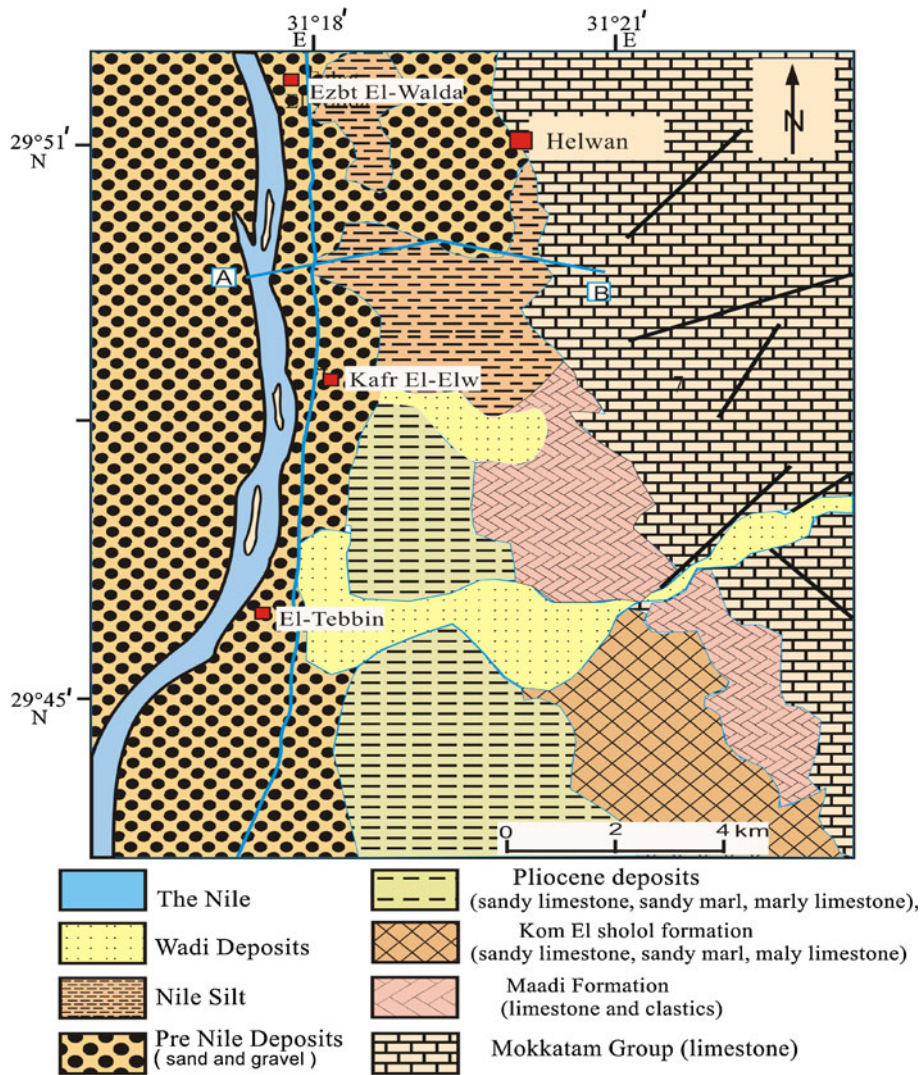 31°18′
E
31°21′
E
Ezbt El-Walda
N
29°51′
N
Helwan
A
B
Kafr El-Elw
7
El-Tebbin
29°45′
N
0 2 4 km
The Nile
Wadi Deposits
Nile Silt
Pre Nile Deposits
( sand and gravel )
Pliocene deposits
(sandy limestone, sandy marl, marly limestone),
Kom El sholol formation
(sandy limestone, sandy marl, maly limestone)
Maadi Formation
(limestone and clastics)
Mokkatam Group (limestone)